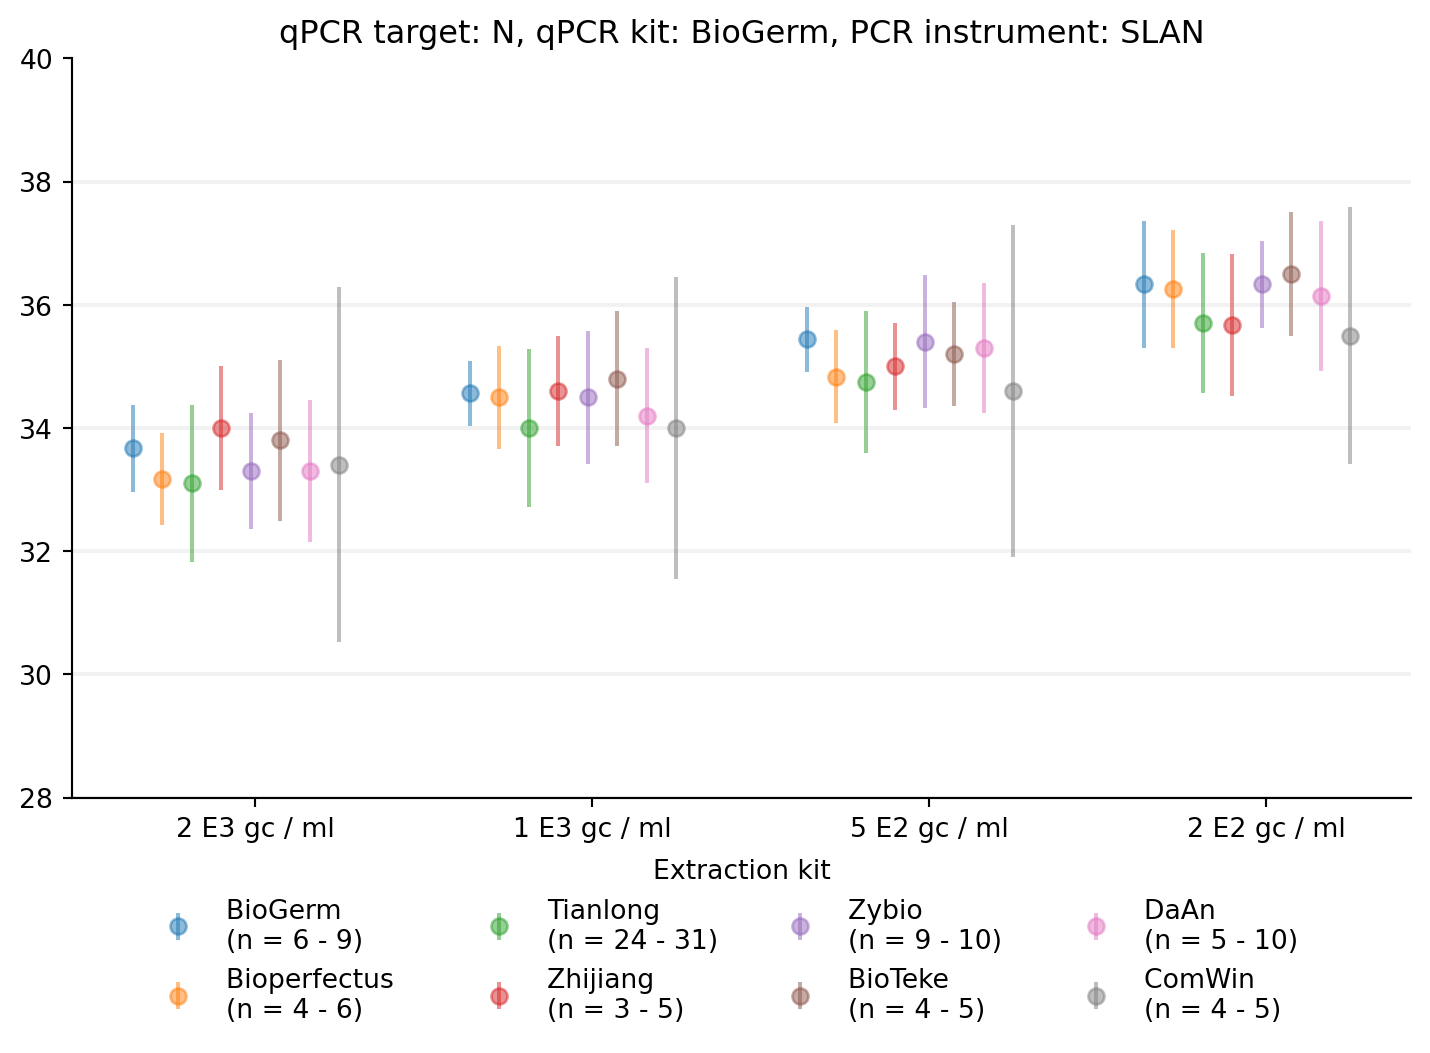 qPCR target: N, qPCR kit: BioGerm, PCR instrument: SLAN
40
38
36
34
32
30
28
2 E3 gc / ml
1 E3 gc / ml
5 E2 gc / ml
2 E2 gc / ml
Extraction kit
BioGerm
(n = 6 - 9)
Bioperfectus
(n = 4 - 6)
Tianlong
(n = 24 - 31)
Zhijiang
(n = 3 - 5)
Zybio
(n = 9 - 10)
BioTeke
(n = 4 - 5)
DaAn
(n = 5 - 10)
ComWin
(n = 4 - 5)